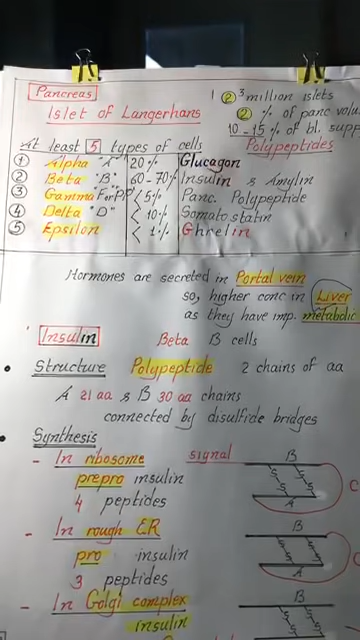 Pancreas
Islet of Langerhans
1 - 3 million islets
2 % of panc volu
10 - 15% of bl. supp
At least 5 types of cells
Polypeptides
1 Alpha "A" 20% Glucagon
2 Beta "B" 60 - 70% Insulin & Amylin
3 Gamma "F or PP" < 5% Panc. Polypeptide
4 Delta "D" < 10% Somatostatin
5 Epsilon < 1% Ghrelin
Hormones are secreted in Portal vein
so, higher conc in Liver
as they have imp. metabolic
Insulin Beta B cells
Structure Polypeptide 2 chains of aa
A 21 aa & B 30 aa chains
connected by disulfide bridges
Synthesis
- In ribosome signal B
prepro insulin
4 peptides A
- In rough ER B
pro insulin A
3 peptides
- In Golgi complex B
insulin